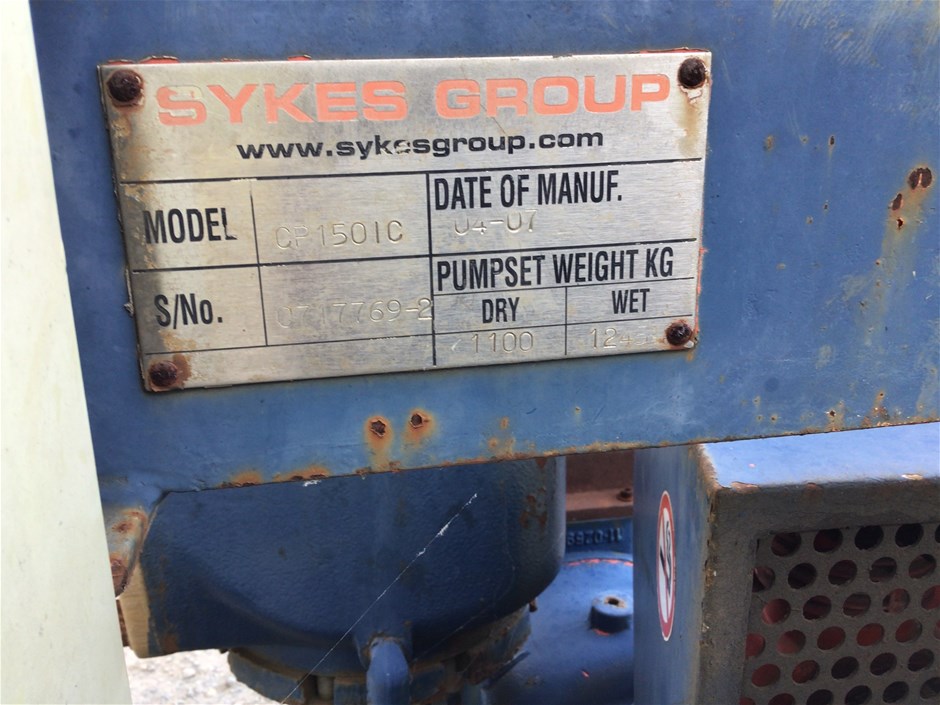 SYKES GROUP
www.sykesgroup.com
MODEL CP150IC
DATE OF MANUF.
04-07
S/No.
PUMPSET WEIGHT KG
DRY WET
1100